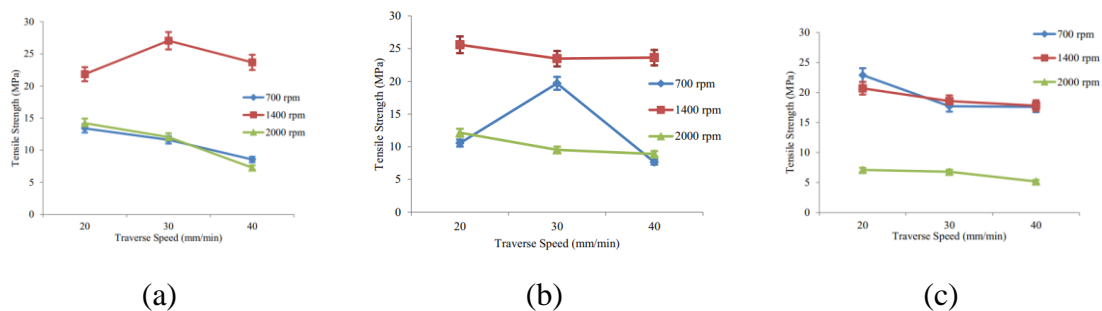 Tensile Strength (MPa)
30
25
20
15
10
5
0
20 30 40
Traverse Speed (mm/min)
700 rpm
1400 rpm
2000 rpm
(a)
Tensile Strength (MPa)
30
25
20
15
10
5
0
20 30 40
Traverse Speed (mm/min)
700 rpm
1400 rpm
2000 rpm
(b)
Tensile Strength (MPa)
30
25
20
15
10
5
0
20 30 40
Traverse Speed (mm/min)
700 rpm
1400 rpm
2000 rpm
(c)